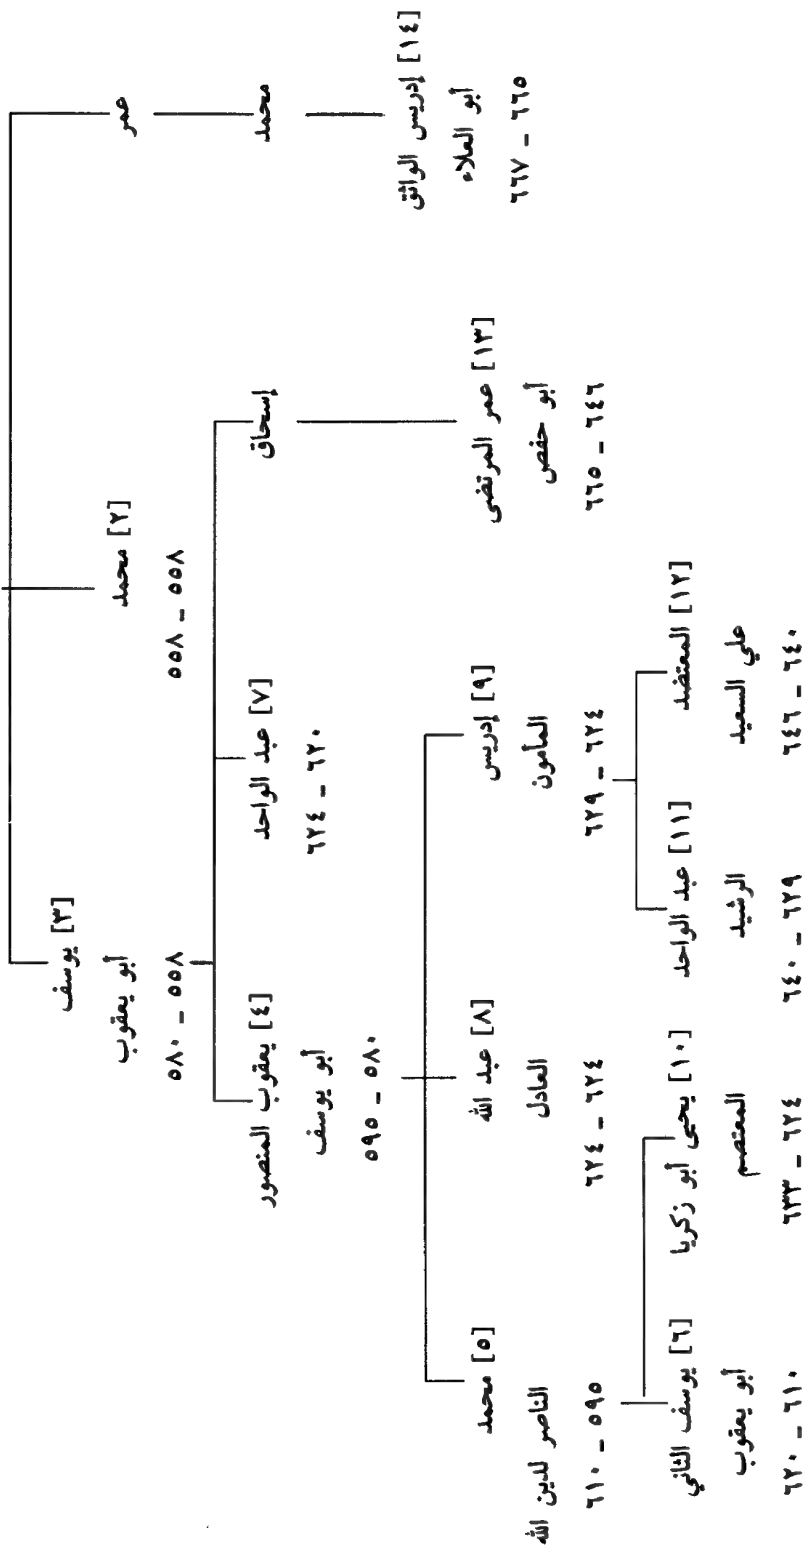 [٣] يوسف
أبو يعقوب
٥٥٨ - ٥٨٠
[٢] محمد
٥٥٨ - ٥٥٨
عمر
محمد
[١٤] إدريس الواثق
أبو العلاء
٦٦٥ - ٦٦٧
[٤] يعقوب المنصور
أبو يوسف
٥٨٠ - ٥٩٥
[٧] عبد الواحد
٦٢٠ - ٦٢٤
إسحاق
[١٣] عمر المرتضى
أبو حفص
٦٤٦ - ٦٦٥
[٥] محمد
الناصر لدين الله
٥٩٥ - ٦١٠
[٨] عبد الله
العادل
٦٢٤ - ٦٢٤
[٩] إدريس
المأمون
٦٢٤ - ٦٢٩
[٦] يوسف الثاني
أبو يعقوب
٦١٠ - ٦٢٠
[١٠] يحيى أبو زكريا
المعتصم
٦٢٤ - ٦٣٣
[١١] عبد الواحد
الرشيد
٦٢٩ - ٦٤٠
[١٢] المعتضد
علي السعيد
٦٤٠ - ٦٤٦